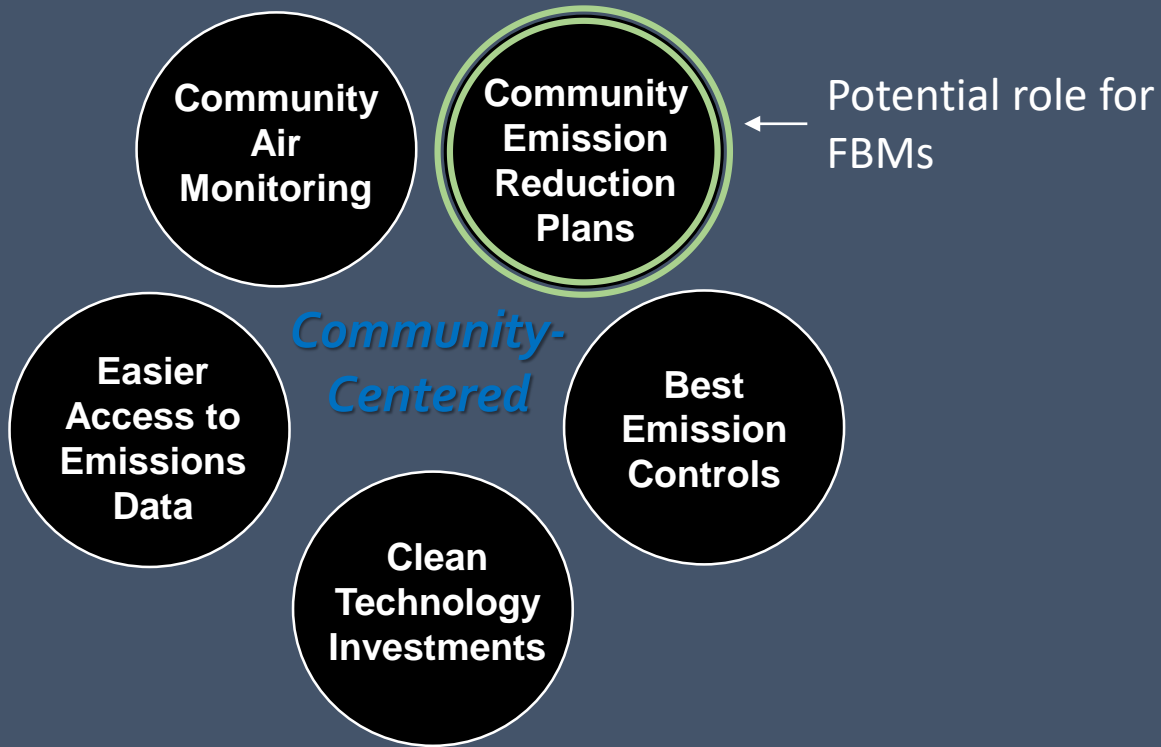 Community
Air
Monitoring
Community
Emission
Reduction
Plans
Potential role for
FBMs
Community-
Centered
Easier
Access to
Emissions
Data
Best
Emission
Controls
Clean
Technology
Investments